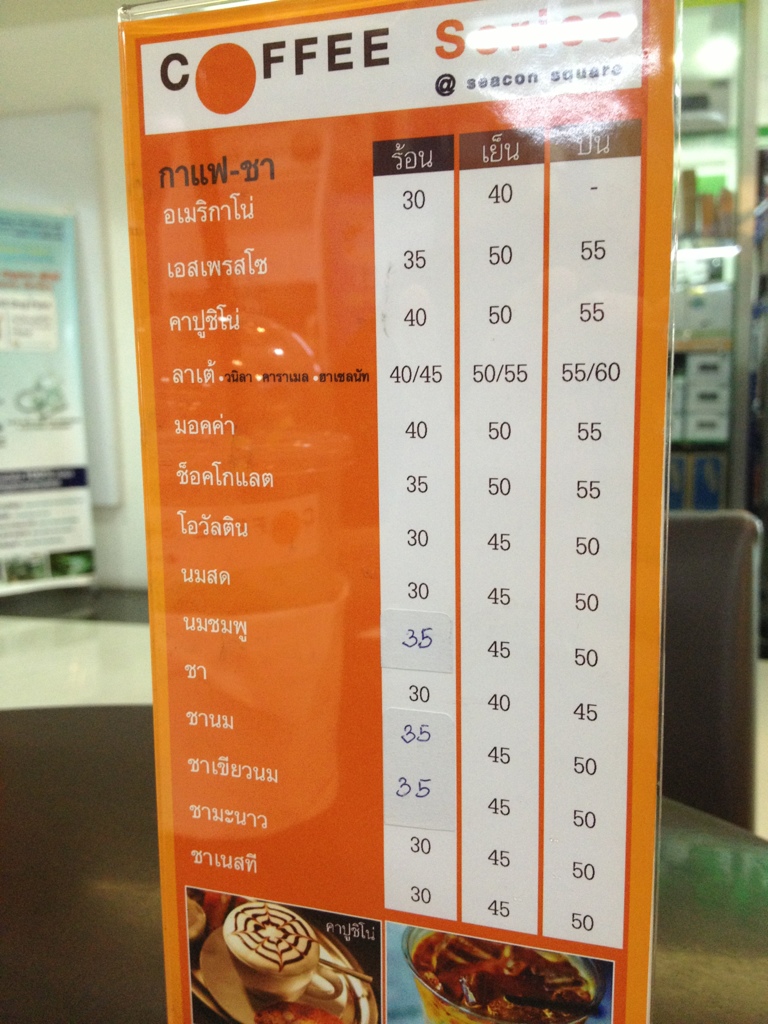 COFFEE Series
@ seacon square
กาแฟ-ชา ร้อน เย็น ปั่น
อเมริกาโน่ 30 40 -
เอสเพรสโซ 35 50 55
คาปูชิโน่ 40 50 55
ลาเต้ •วนิลา •คาราเมล •ฮาเซลนัท 40/45 50/55 55/60
มอคค่า 40 50 55
ช็อคโกแลต 35 50 55
โอวัลติน 30 45 50
นมสด 30 45 50
นมชมพู 35 45 50
ชา 30 40 45
ชานม 35 45 50
ชาเขียวนม 35 45 50
ชามะนาว 30 45 50
ชาเนสที 30 45 50
คาปูชิโน่